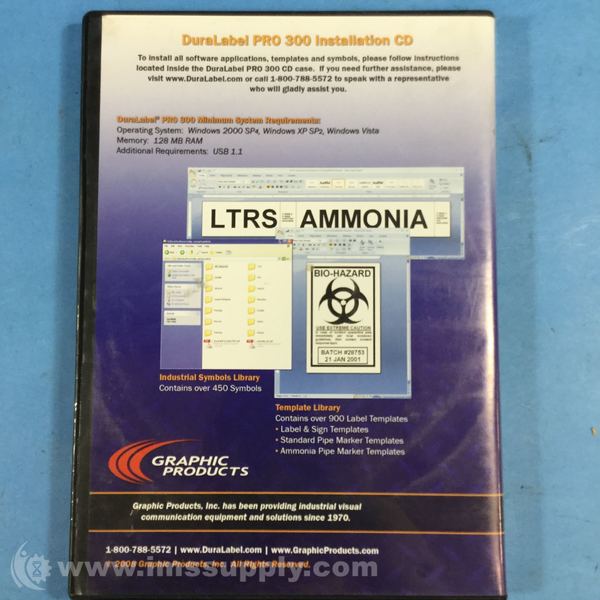 DuraLabel PRO 300 Installation CD
To install all software applications, templates and symbols, please follow instructions
located inside the DuraLabel PRO 300 CD case. If you need further assistance, please
visit www.DuraLabel.com or call 1-800-788-5572 to speak with a representative
who will gladly assist you.
DuraLabel® PRO 300 Minimum System Requirements:
Operating System: Windows 2000 SP4, Windows XP SP2, Windows Vista
Memory: 128 MB RAM
Additional Requirements: USB 1.1
LTRS AMMONIA
BIO-HAZARD
USE EXTREME CAUTION
BATCH #28753
21 JAN 2001
Industrial Symbols Library
Contains over 450 Symbols
Template Library
Contains over 900 Label Templates
• Label & Sign Templates
• Standard Pipe Marker Templates
• Ammonia Pipe Marker Templates
GRAPHIC
PRODUCTS
Graphic Products, Inc. has been providing industrial visual
communication equipment and solutions since 1970.
1-800-788-5572 | www.DuraLabel.com | www.GraphicProducts.com
© 2008 Graphic Products, Inc. All Rights Reserved.
www.imssupply.com